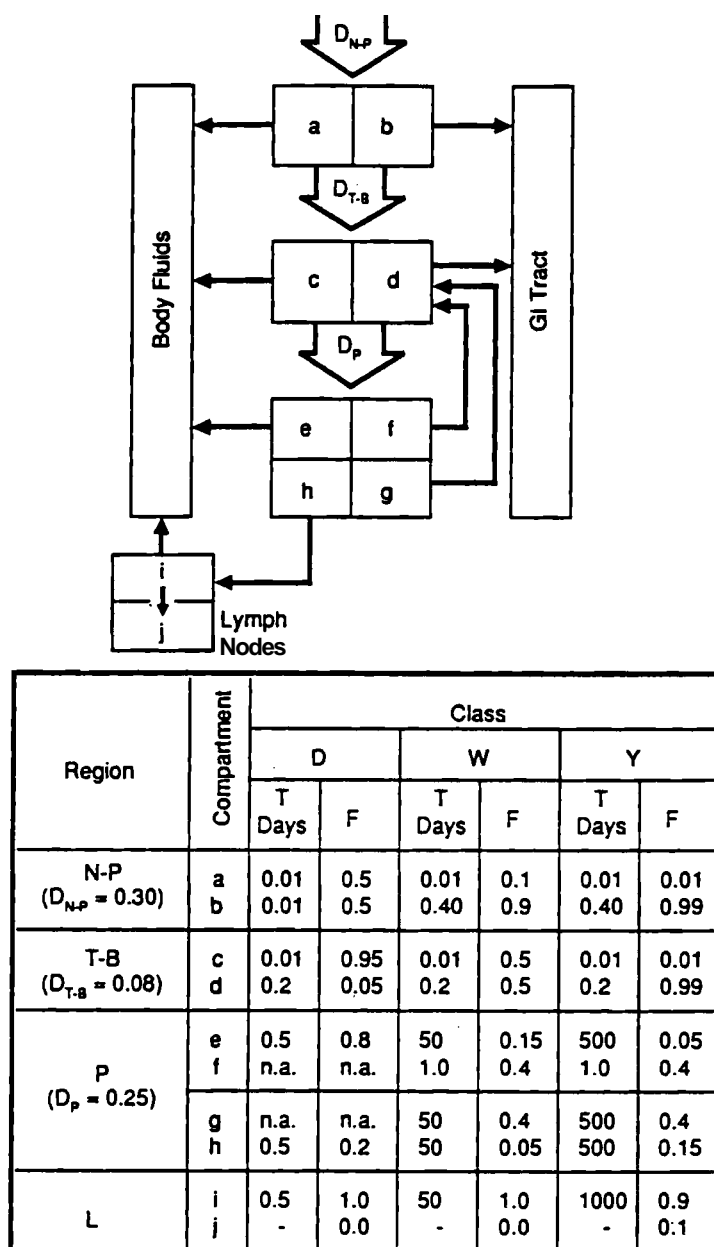 D_N-P
a b
D_T-B
Body Fluids
GI Tract
c d
D_P
e f
h g
i
j
Lymph
Nodes
Region Compartment Class
D W Y
T Days F T Days F T Days F
N-P (D_N-P = 0.30) a 0.01 0.5 0.01 0.1 0.01 0.01
b 0.01 0.5 0.40 0.9 0.40 0.99
T-B (D_T-B = 0.08) c 0.01 0.95 0.01 0.5 0.01 0.01
d 0.2 0.05 0.2 0.5 0.2 0.99
P (D_P = 0.25) e 0.5 0.8 50 0.15 500 0.05
f n.a. n.a. 1.0 0.4 1.0 0.4
g n.a. n.a. 50 0.4 500 0.4
h 0.5 0.2 50 0.05 500 0.15
L i 0.5 1.0 50 1.0 1000 0.9
j - 0.0 - 0.0 - 0.1